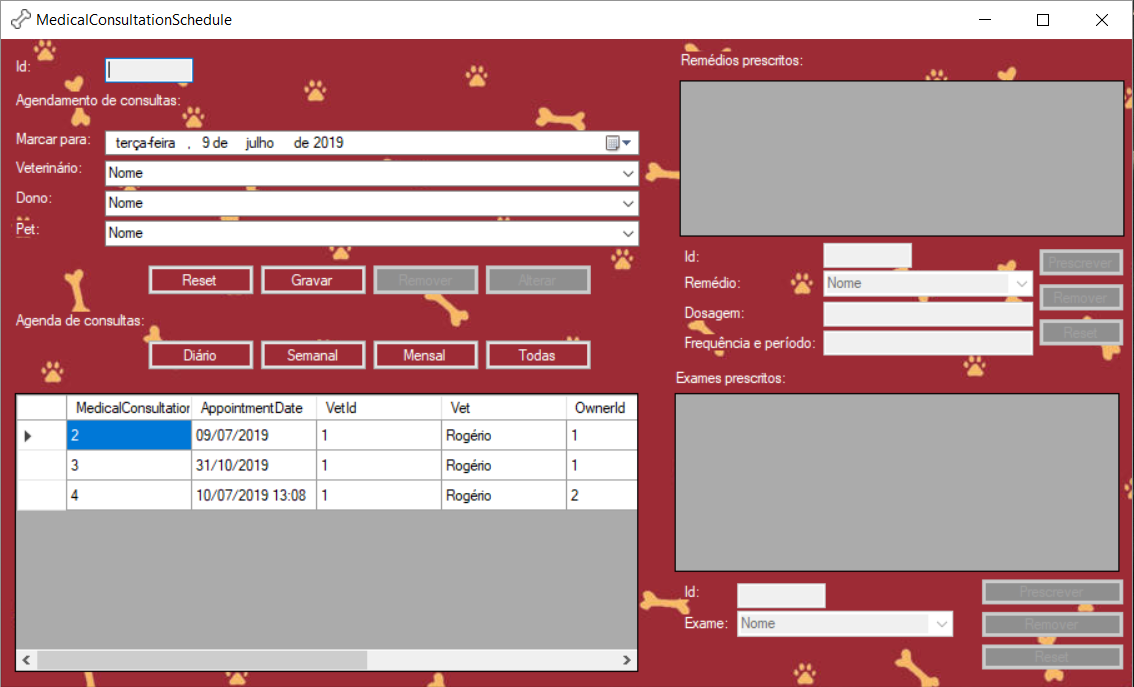 MedicalConsultationSchedule
Id:
Agendamento de consultas:
Marcar para: terça-feira , 9 de julho de 2019
Veterinário: Nome
Dono: Nome
Pet: Nome
Reset Gravar Remover Alterar
Agenda de consultas:
Diário Semanal Mensal Todas
MedicalConsultation AppointmentDate VetId Vet OwnerId
2 09/07/2019 1 Rogério 1
3 31/10/2019 1 Rogério 1
4 10/07/2019 13:08 1 Rogério 2
Remédios prescritos:
Id: Prescrever
Remédio: Nome Remover
Dosagem: Reset
Frequência e período:
Exames prescritos:
Id: Prescrever
Exame: Nome Remover
Reset